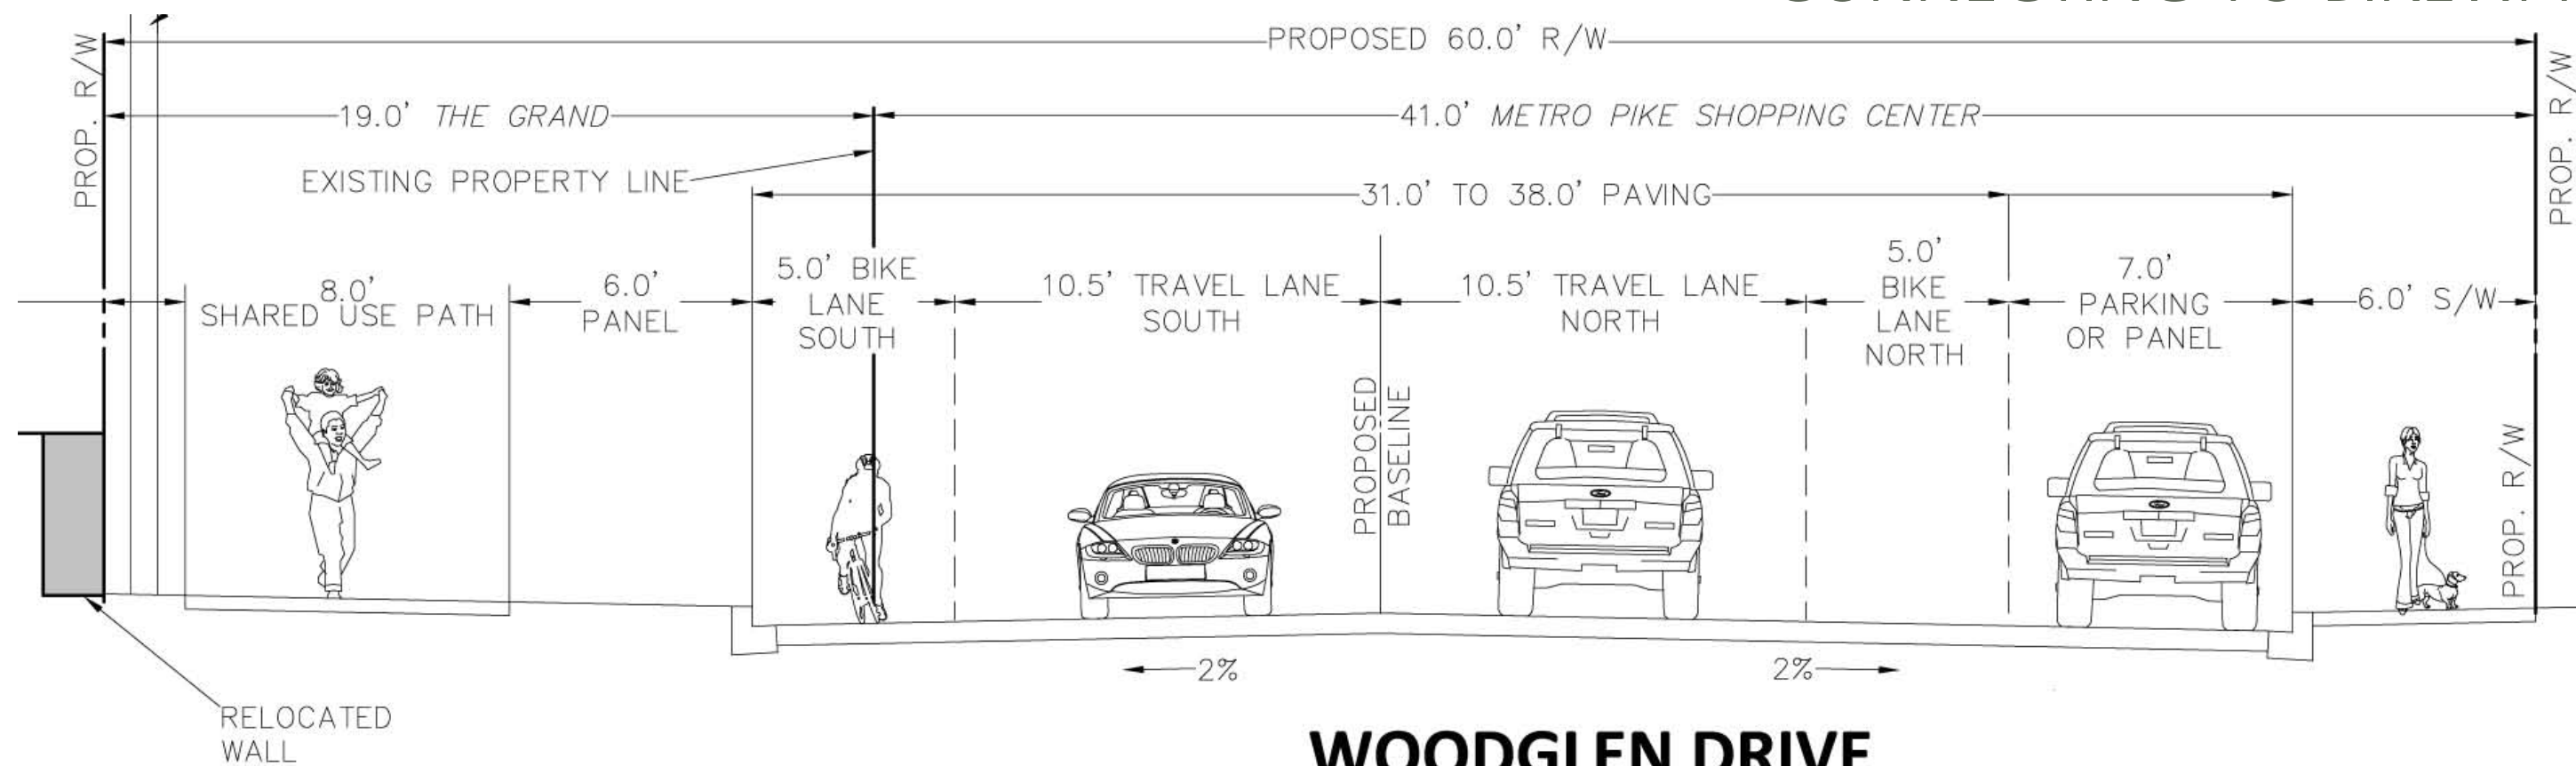 PROPOSED 60.0' R/W
PROP. R/W
PROP. R/W
19.0' THE GRAND
41.0' METRO PIKE SHOPPING CENTER
EXISTING PROPERTY LINE
31.0' TO 38.0' PAVING
8.0'
SHARED USE PATH
6.0'
PANEL
5.0' BIKE
LANE
SOUTH
10.5' TRAVEL LANE
SOUTH
10.5' TRAVEL LANE
NORTH
5.0'
BIKE
LANE
NORTH
7.0'
PARKING
OR PANEL
6.0' S/W
PROPOSED
BASELINE
PROP. R/W
2%
2%
RELOCATED
WALL
WOODGLEN DRIVE